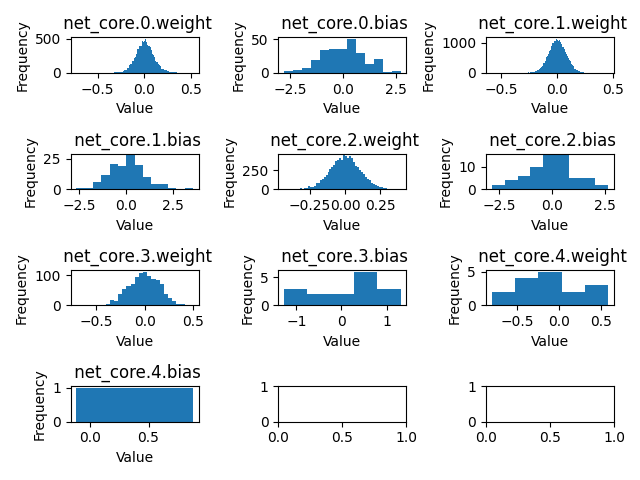 net_core.0.weight net_core.0.bias net_core.1.weight
Frequency 500 0 Frequency 50 0 Frequency 1000 0
−0.5 0.0 0.5 −2.5 0.0 2.5 −0.5 0.0 0.5
Value Value Value
net_core.1.bias net_core.2.weight net_core.2.bias
Frequency 25 0 Frequency 250 0 Frequency 10 0
−2.5 0.0 2.5 −0.25 0.00 0.25 −2.5 0.0 2.5
Value Value Value
net_core.3.weight net_core.3.bias net_core.4.weight
Frequency 100 0 Frequency 5 0 Frequency 5 0
−0.5 0.0 0.5 −1 0 1 −0.5 0.0 0.5
Value Value Value
net_core.4.bias
Frequency 1 0 1 0 1 0
0.0 0.5 0.0 0.5 1.0 0.0 0.5 1.0
Value